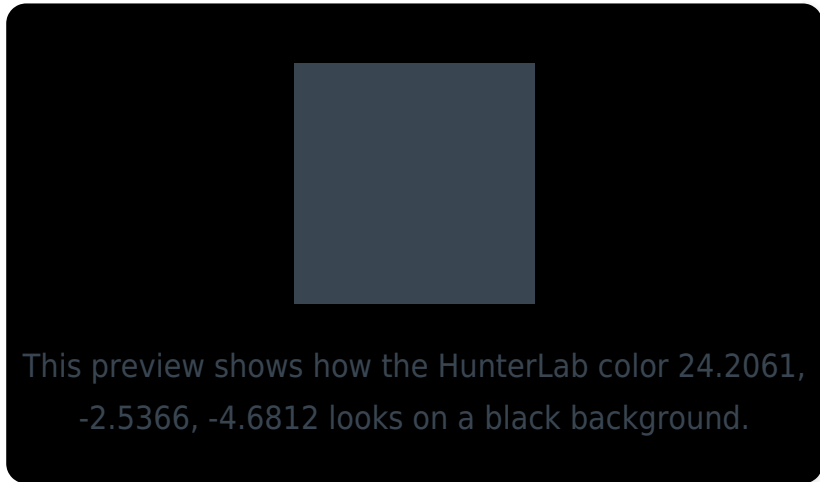 This preview shows how the HunterLab color 24.2061,
-2.5366, -4.6812 looks on a black background.